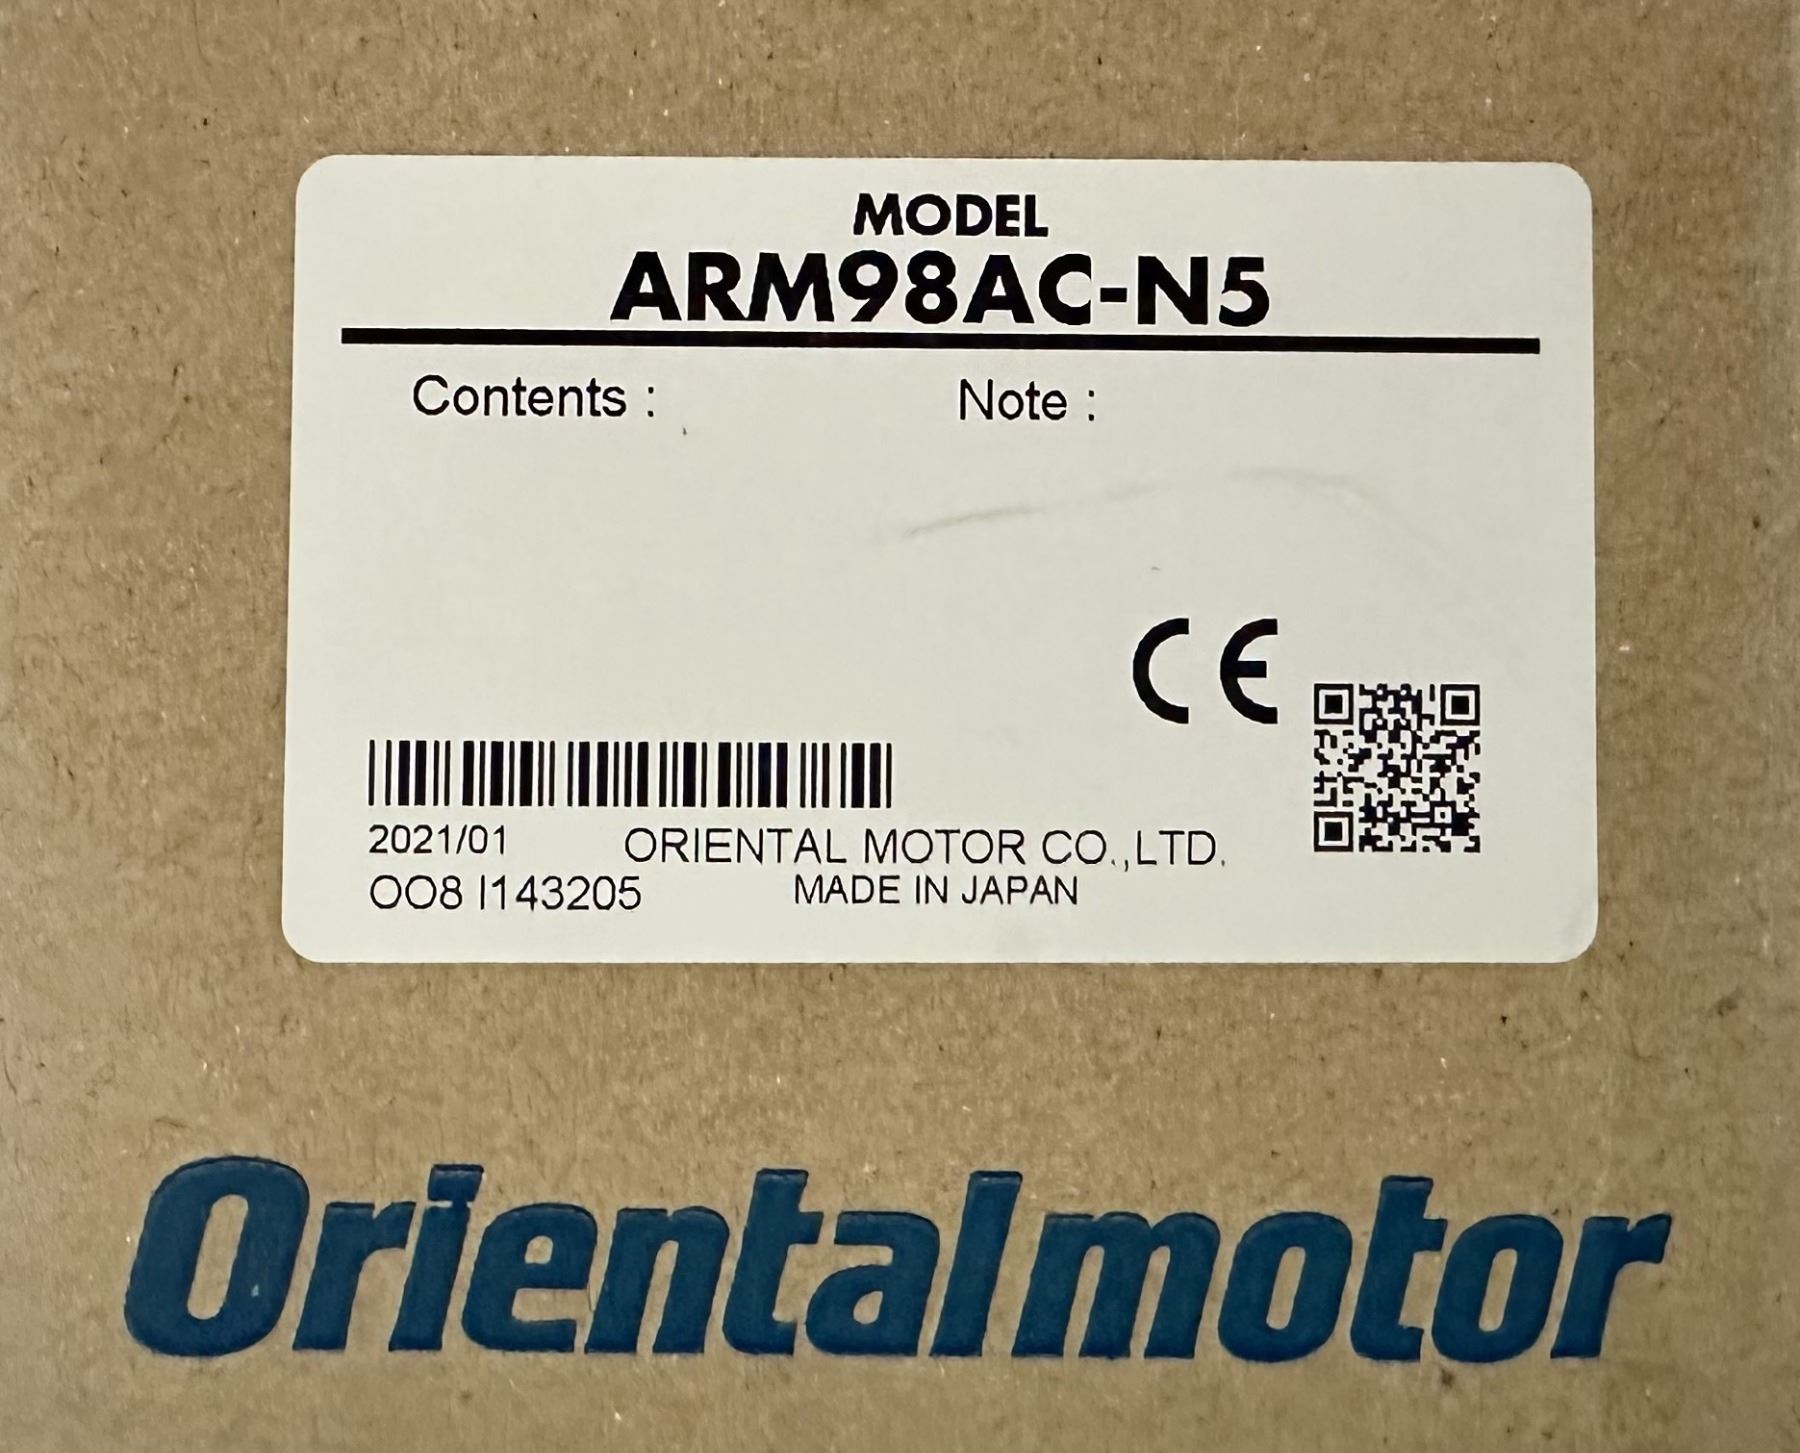 MODEL
ARM98AC-N5
Contents : Note :
CE
2021/01 ORIENTAL MOTOR CO.,LTD.
OO8 I143205 MADE IN JAPAN
Orientalmotor